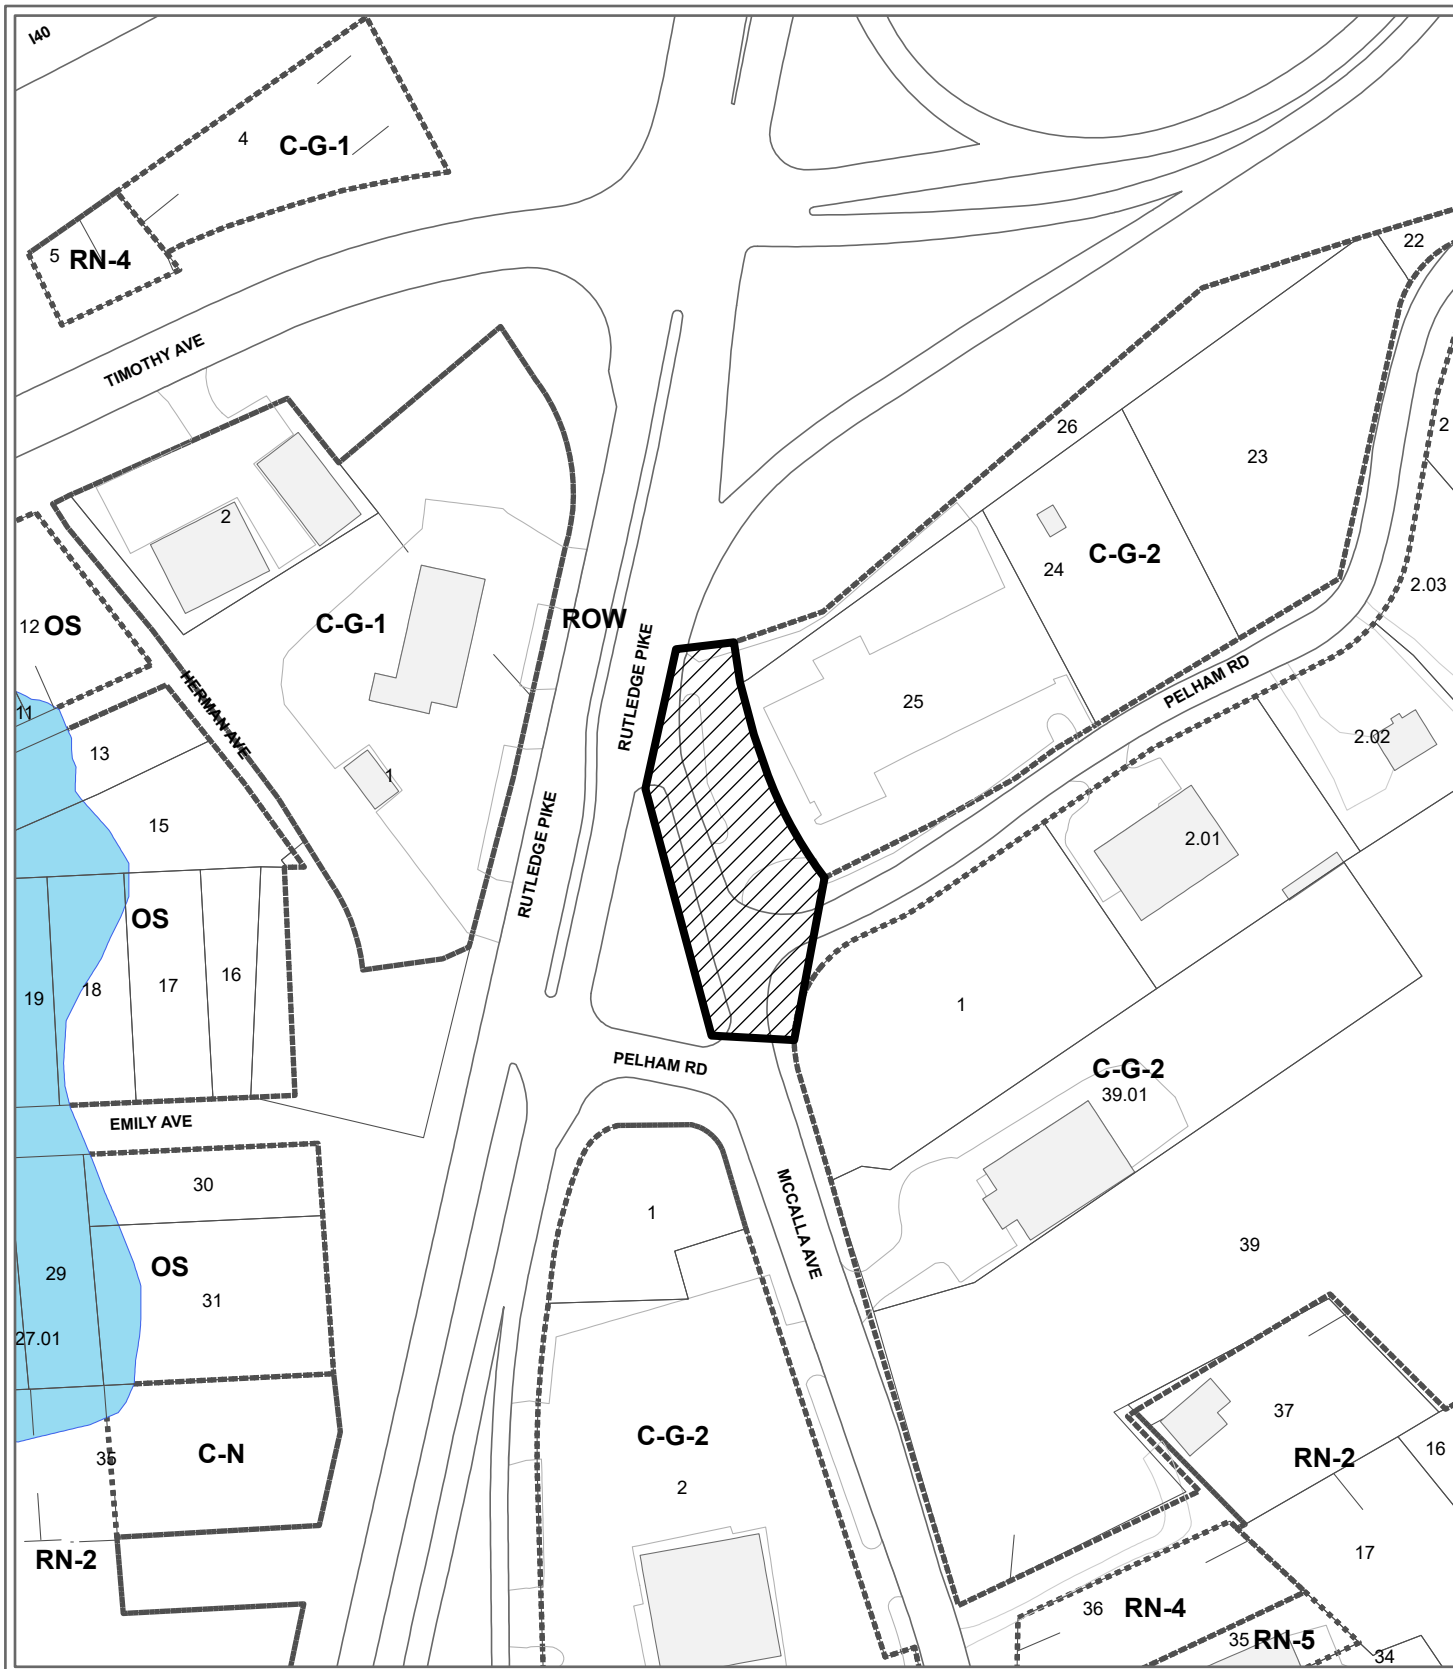 I40
4
C-G-1
22
5
RN-4
TIMOTHY AVE
26
2
23
2
C-G-2
24
2.03
12
OS
C-G-1
ROW
RUTLEDGE PIKE
HERMAN AVE
PELHAM RD
25
11
13
2.02
1
15
2.01
RUTLEDGE PIKE
OS
16
17
18
19
1
PELHAM RD
C-G-2
39.01
EMILY AVE
30
1
MCCALLA AVE
39
OS
29
31
27.01
37
C-G-2
C-N
35
RN-2
16
2
RN-2
17
36
RN-4
35
RN-5
34